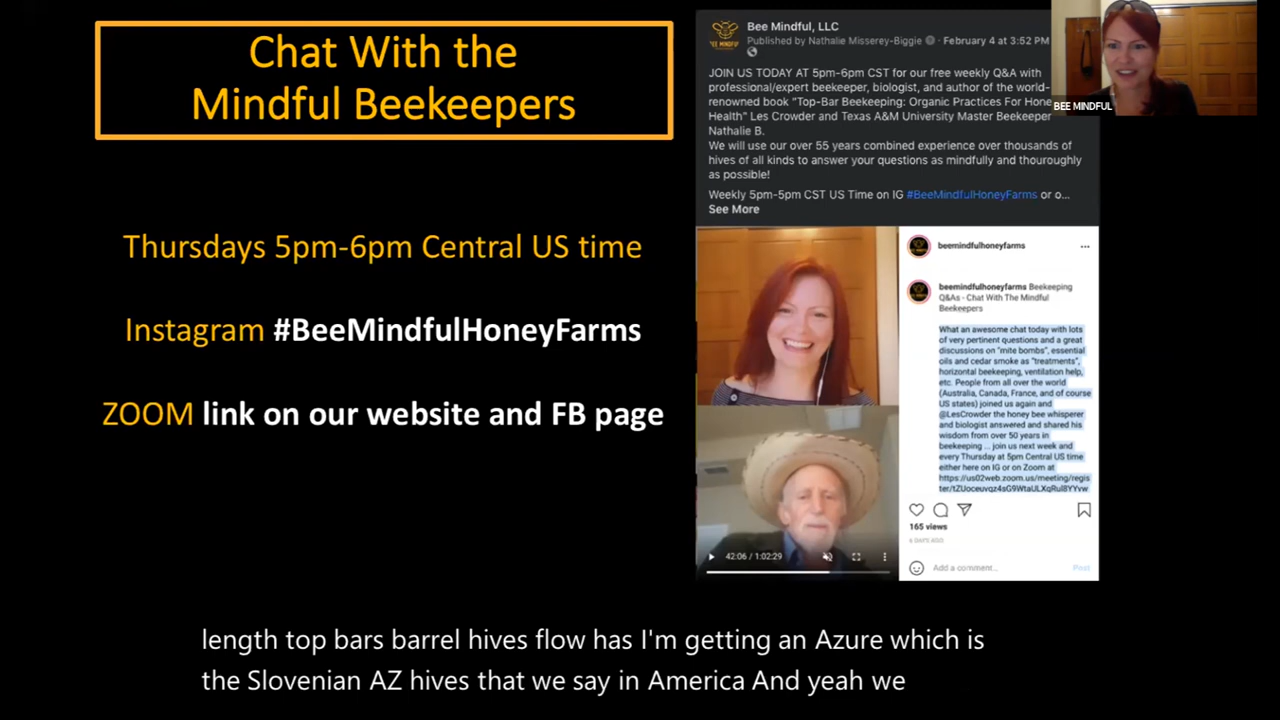 Chat With the
Mindful Beekeepers
Thursdays 5pm-6pm Central US time
Instagram #BeeMindfulHoneyFarms
ZOOM link on our website and FB page
Bee Mindful, LLC
Published by Nathalie Misserey-Biggie · February 4 at 3:52 PM
JOIN US TODAY AT 5pm-6pm CST for our free weekly Q&A with
professional/expert beekeeper, biologist, and author of the world-
renowned book "Top-Bar Beekeeping: Organic Practices For Hone
Health" Les Crowder and Texas A&M University Master Beekeeper
Nathalie B.
We will use our over 55 years combined experience over thousands of
hives of all kinds to answer your questions as mindfully and thouroughly
as possible!
Weekly 5pm-5pm CST US Time on IG #BeeMindfulHoneyFarms or o...
See More
BEE MINDFUL
beemindfulhoneyfarms
beemindfulhoneyfarms Beekeeping
Q&As - Chat With The Mindful
Beekeepers
What an awesome chat today with lots
of very pertinent questions and a great
discussions on "mite bombs", essential
oils and cedar smoke as "treatments",
horizontal beekeeping, ventilation help,
etc. People from all over the world
(Australia, Canada, France, and of course
US states) joined us again and
@LesCrowder the honey bee whisperer
and biologist answered and shared his
wisdom from over 50 years in
beekeeping ... join us next week and
every Thursday at 5pm Central US time
either here on IG or on Zoom at
https://us02web.zoom.us/meeting/regis
165 views
6 DAYS AGO
Add a comment...
Post
42:06 / 1:02:29
length top bars barrel hives flow has I'm getting an Azure which is
the Slovenian AZ hives that we say in America And yeah we